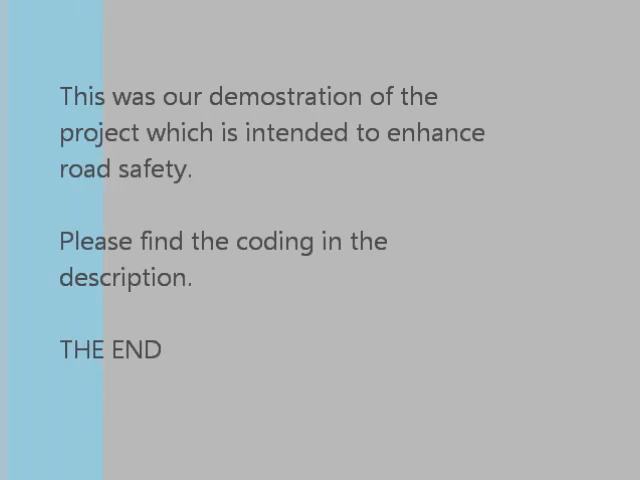 This was our demostration of the
project which is intended to enhance
road safety.
Please find the coding in the
description.
THE END